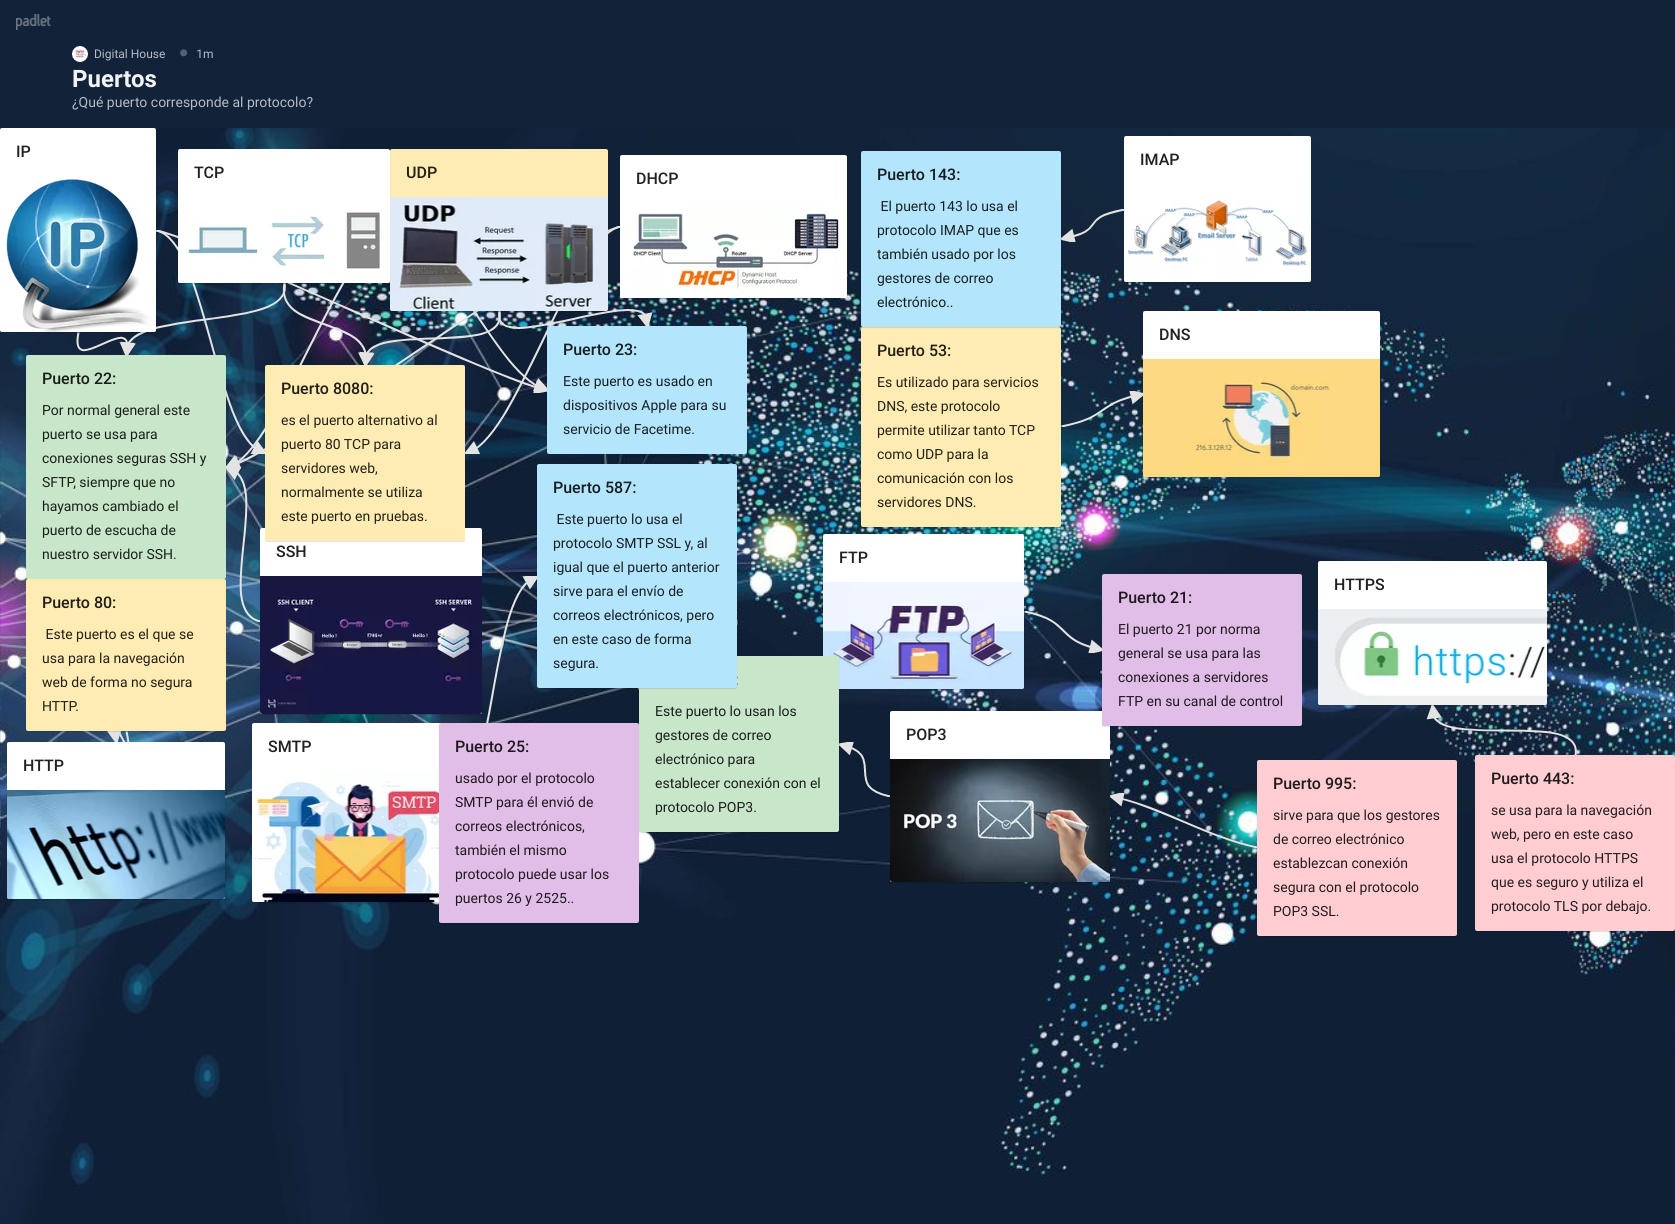 padlet
Digital House • 1m
Puertos
¿Qué puerto corresponde al protocolo?
IP
IP
TCP
TCP
UDP
UDP
Request
Response
Response
Client
Server
DHCP
DHCP Client
Router
DHCP Server
DHCP
Dynamic Host
Configuration Protocol
Puerto 143:
El puerto 143 lo usa el
protocolo IMAP que es
también usado por los
gestores de correo
electrónico..
IMAP
IMAP
IMAP
IMAP
IMAP
Email Server
SmartPhone
Desktop PC
Tablet
Desktop PC
Puerto 22:
Por normal general este
puerto se usa para
conexiones seguras SSH y
SFTP, siempre que no
hayamos cambiado el
puerto de escucha de
nuestro servidor SSH.
Puerto 8080:
es el puerto alternativo al
puerto 80 TCP para
servidores web,
normalmente se utiliza
este puerto en pruebas.
Puerto 23:
Este puerto es usado en
dispositivos Apple para su
servicio de Facetime.
Puerto 53:
Es utilizado para servicios
DNS, este protocolo
permite utilizar tanto TCP
como UDP para la
comunicación con los
servidores DNS.
DNS
domain.com
216.3.128.12
Puerto 80:
Este puerto es el que se
usa para la navegación
web de forma no segura
HTTP.
SSH
SSH CLIENT
SSH SERVER
Hello !
Hello !
Puerto 587:
Este puerto lo usa el
protocolo SMTP SSL y, al
igual que el puerto anterior
sirve para el envío de
correos electrónicos, pero
en este caso de forma
segura.
FTP
FTP
Puerto 21:
El puerto 21 por norma
general se usa para las
conexiones a servidores
FTP en su canal de control
HTTPS
https://
HTTP
http://www
SMTP
SMTP
Puerto 25:
usado por el protocolo
SMTP para él envió de
correos electrónicos,
también el mismo
protocolo puede usar los
puertos 26 y 2525..
Este puerto lo usan los
gestores de correo
electrónico para
establecer conexión con el
protocolo POP3.
POP3
POP 3
Puerto 995:
sirve para que los gestores
de correo electrónico
establezcan conexión
segura con el protocolo
POP3 SSL.
Puerto 443:
se usa para la navegación
web, pero en este caso
usa el protocolo HTTPS
que es seguro y utiliza el
protocolo TLS por debajo.